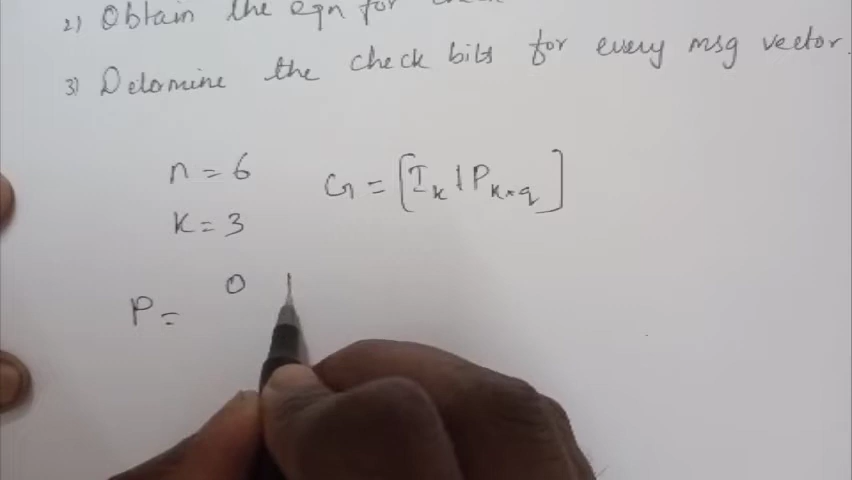 2) Obtain the eqn for
3) Determine the check bits for every msg vector.
n = 6 G = [I_k | P_{k×q}]
k = 3
P = 0 1